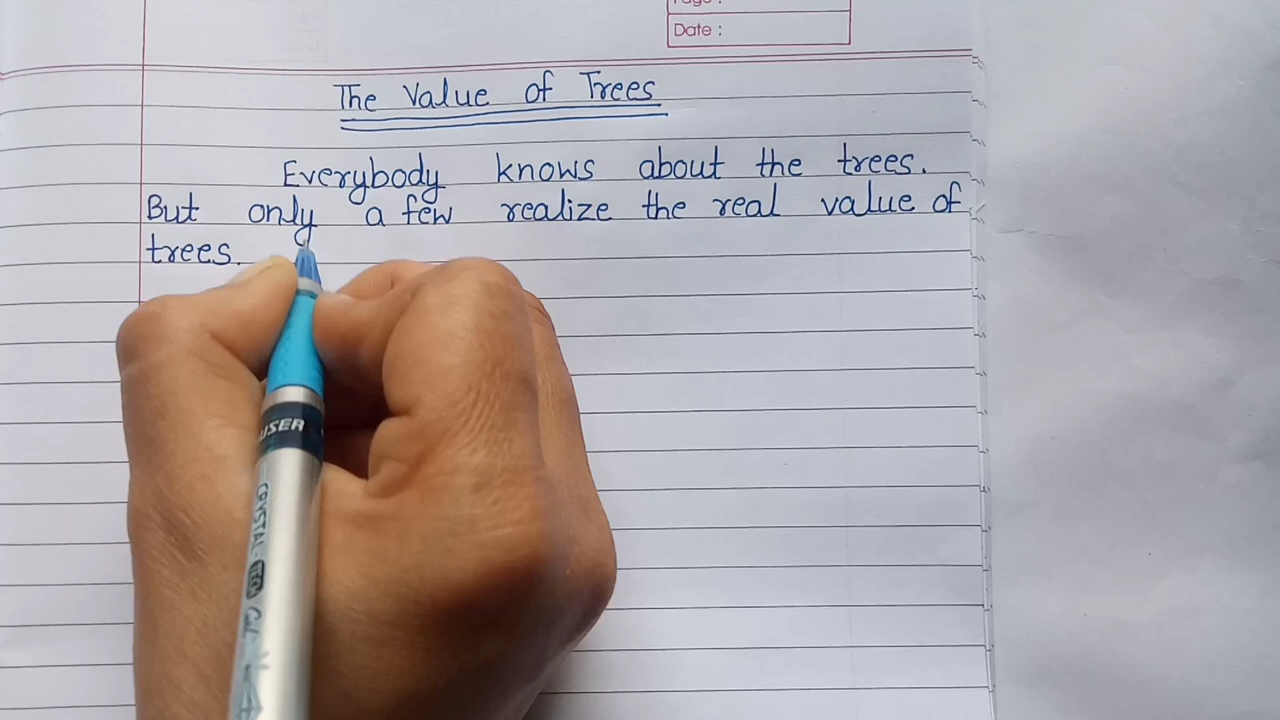 Date :
The Value of Trees
Everybody knows about the trees.
But only a few realize the real value of
trees.
CRYSTAL